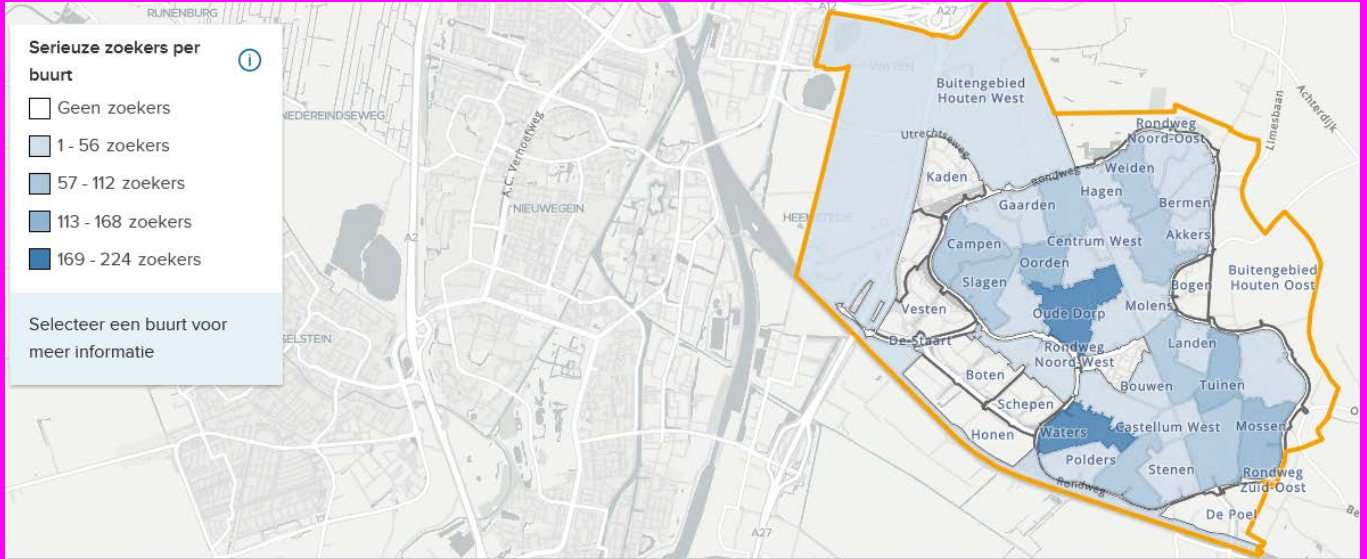 Serieuze zoekers per
buurt
Geen zoekers
1 - 56 zoekers
57 - 112 zoekers
113 - 168 zoekers
169 - 224 zoekers
Selecteer een buurt voor
meer informatie
RIJNENBURG
NEDEREINDSEWEG
A.C. Verhoefweg
NIEUWEGEIN
A2
SELSTEIN
A12
A27
WAYEN
Buitengebied
Houten West
Utrechtseweg
Kaden
Rondweg
Rondweg
Noord-Oost
Limesbaan
Achterdijk
Weiden
Hagen
Gaarden
Bermen
Akkers
Campen
Centrum West
Oorden
Slagen
Bogen
Buitengebied
Houten Oost
Vesten
Oude Dorp
Molens
De Staart
Rondweg
Noord-West
Landen
Boten
Bouwen
Tuinen
Schepen
Honen
Waters
Castellum West
Mossen
Polders
Stenen
Rondweg
Rondweg
Zuid-Oost
De Poel
A27
Be